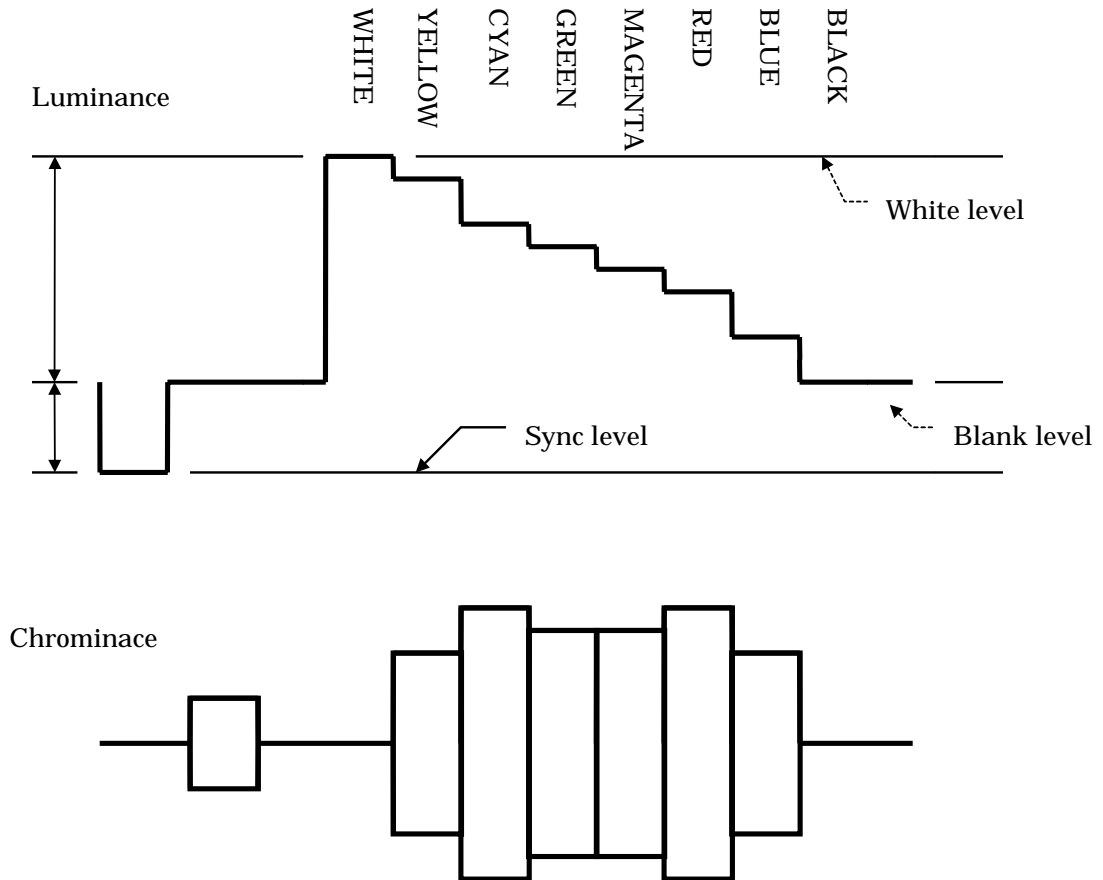 WHITE
YELLOW
CYAN
GREEN
MAGENTA
RED
BLUE
BLACK
Luminance
White level
Sync level
Blank level
Chrominace